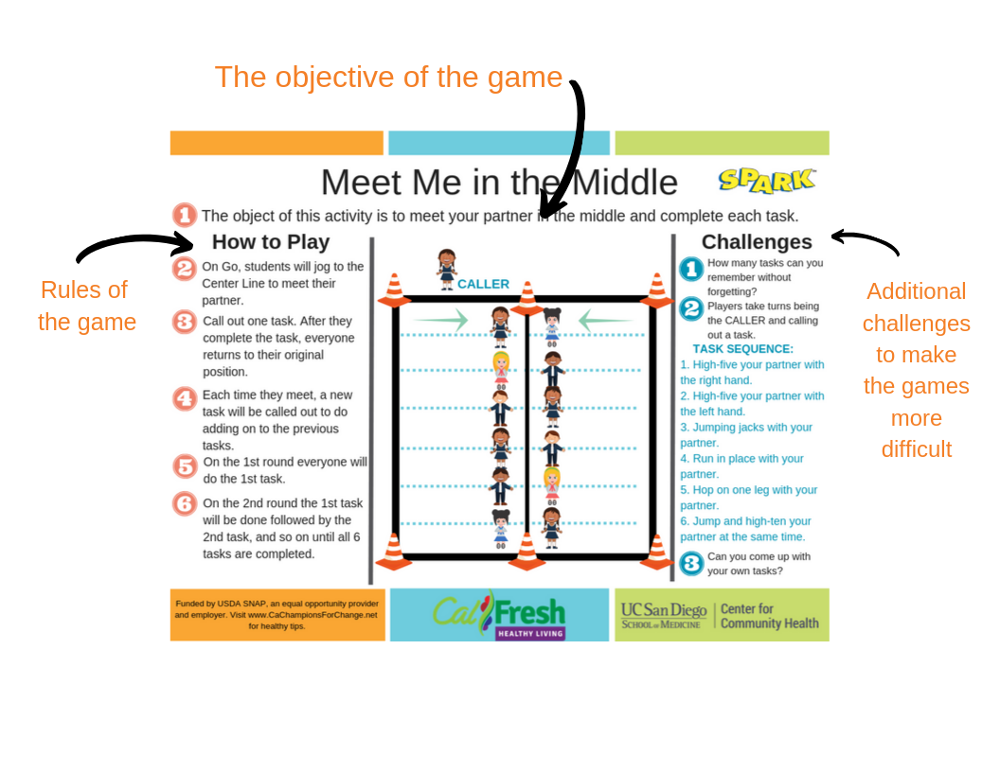 The objective of the game
Meet Me in the Middle
SPARK
1 The object of this activity is to meet your partner in the middle and complete each task.
Rules of
the game
How to Play
2 On Go, students will jog to the
Center Line to meet their
partner.
3 Call out one task. After they
complete the task, everyone
returns to their original
position.
4 Each time they meet, a new
task will be called out to do
adding on to the previous
tasks.
5 On the 1st round everyone will
do the 1st task.
6 On the 2nd round the 1st task
will be done followed by the
2nd task, and so on until all 6
tasks are completed.
CALLER
Challenges
1 How many tasks can you
remember without
forgetting?
2 Players take turns being
the CALLER and calling
out a task.
TASK SEQUENCE:
1. High-five your partner with
the right hand.
2. High-five your partner with
the left hand.
3. Jumping jacks with your
partner.
4. Run in place with your
partner.
5. Hop on one leg with your
partner.
6. Jump and high-ten your
partner at the same time.
3 Can you come up with
your own tasks?
Additional
challenges
to make
the games
more
difficult
Funded by USDA SNAP, an equal opportunity provider
and employer. Visit www.CaChampionsForChange.net
for healthy tips.
CalFresh
HEALTHY LIVING
UC San Diego
SCHOOL OF MEDICINE
Center for
Community Health